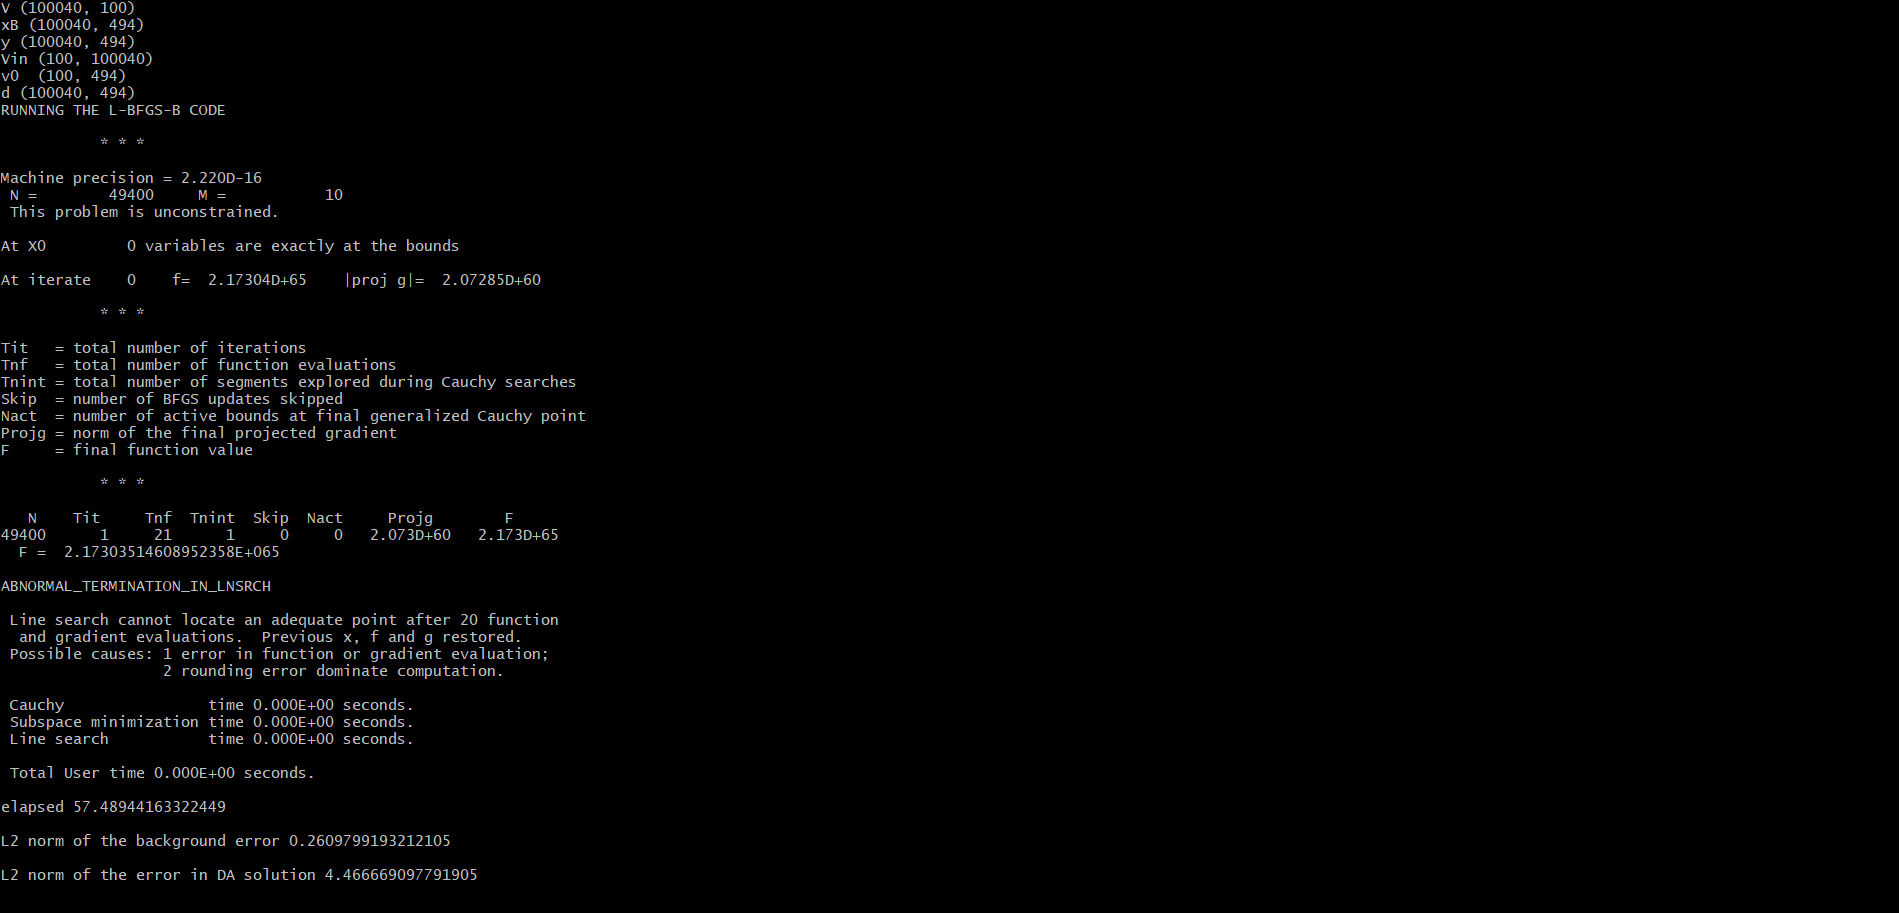 V (100040, 100)
xB (100040, 494)
y (100040, 494)
Vin (100, 100040)
v0  (100, 494)
d (100040, 494)
RUNNING THE L-BFGS-B CODE
* * *
Machine precision = 2.220D-16
N =        49400     M =           10
This problem is unconstrained.
At X0         0 variables are exactly at the bounds
At iterate    0    f=  2.17304D+65    |proj g|=  2.07285D+60
* * *
Tit   = total number of iterations
Tnf   = total number of function evaluations
Tnint = total number of segments explored during Cauchy searches
Skip  = number of BFGS updates skipped
Nact  = number of active bounds at final generalized Cauchy point
Projg = norm of the final projected gradient
F     = final function value
* * *
N    Tit     Tnf  Tnint  Skip  Nact     Projg        F
49400      1     21      1     0     0   2.073D+60   2.173D+65
F =  2.17303514608952358E+065
ABNORMAL_TERMINATION_IN_LNSRCH
Line search cannot locate an adequate point after 20 function
and gradient evaluations.  Previous x, f and g restored.
Possible causes: 1 error in function or gradient evaluation;
2 rounding error dominate computation.
Cauchy                time 0.000E+00 seconds.
Subspace minimization time 0.000E+00 seconds.
Line search           time 0.000E+00 seconds.
Total User time 0.000E+00 seconds.
elapsed 57.48944163322449
L2 norm of the background error 0.2609799193212105
L2 norm of the error in DA solution 4.466669097791905